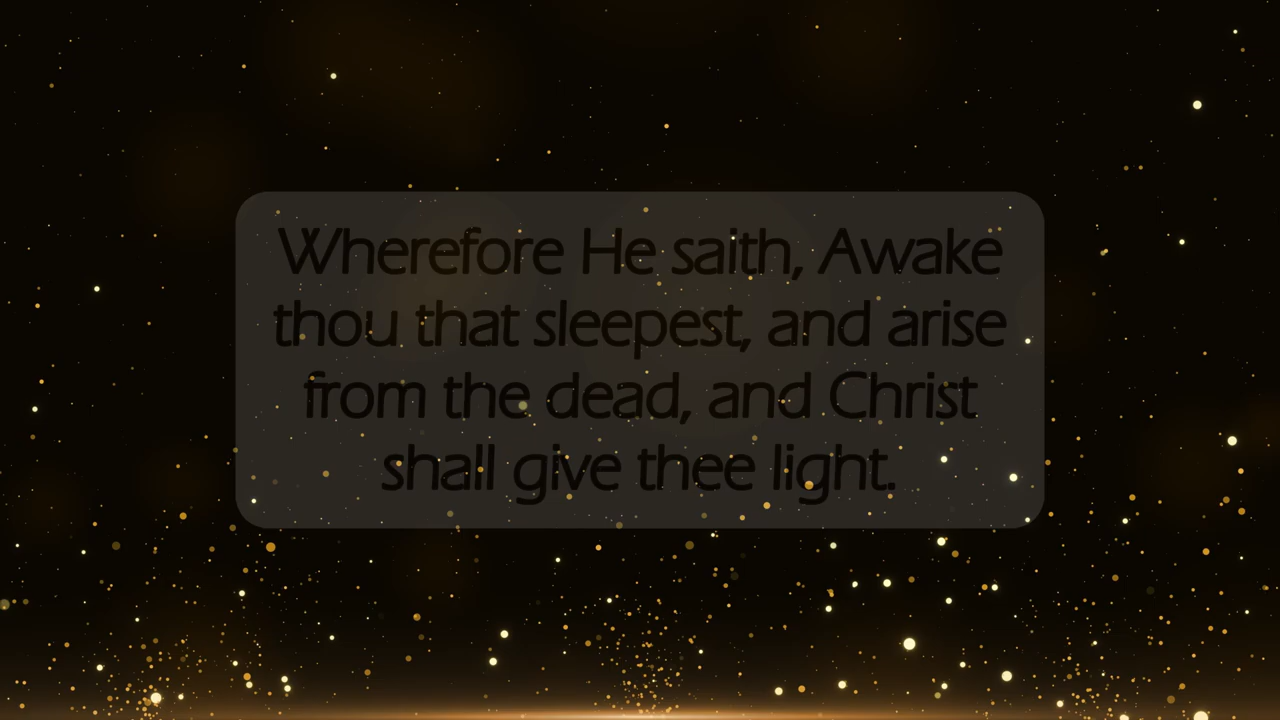 Wherefore He saith, Awake
thou that sleepest, and arise
from the dead, and Christ
shall give thee light.